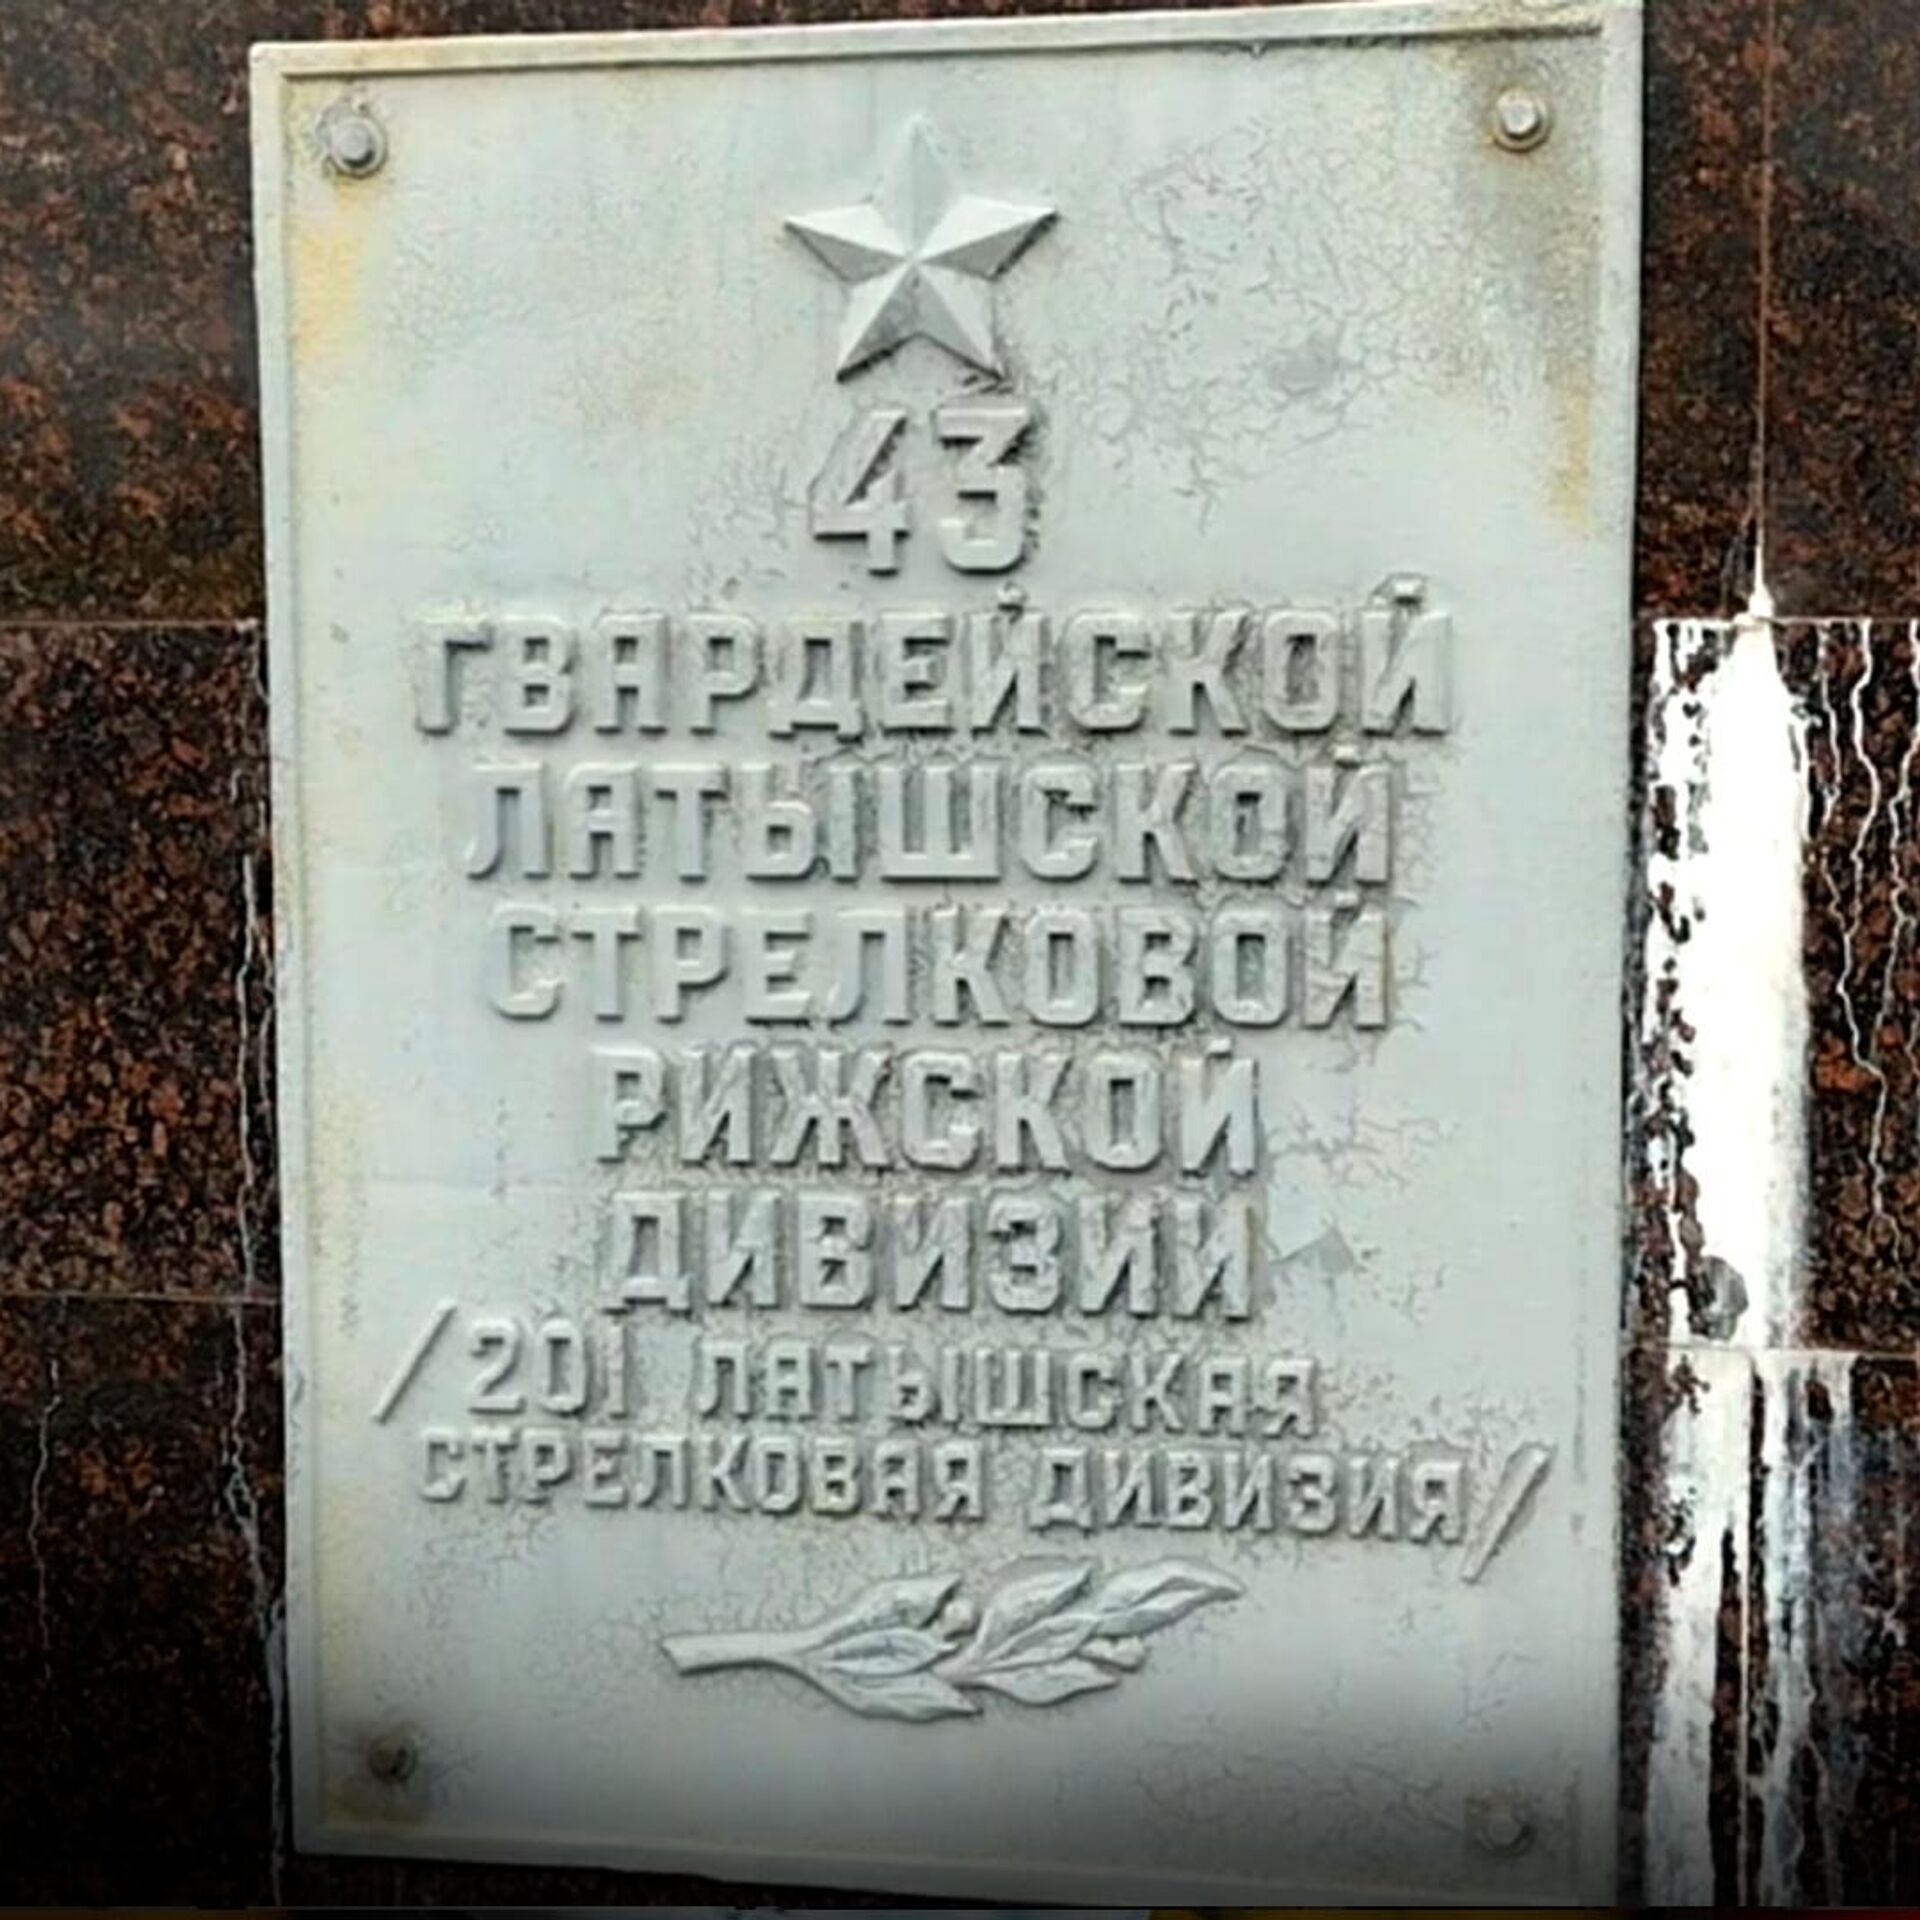 43
ГВАРДЕЙСКОЙ
ЛАТЫШСКОЙ
СТРЕЛКОВОЙ
РИЖСКОЙ
ДИВИЗИИ
/201 ЛАТЫШСКАЯ
СТРЕЛКОВАЯ ДИВИЗИЯ/